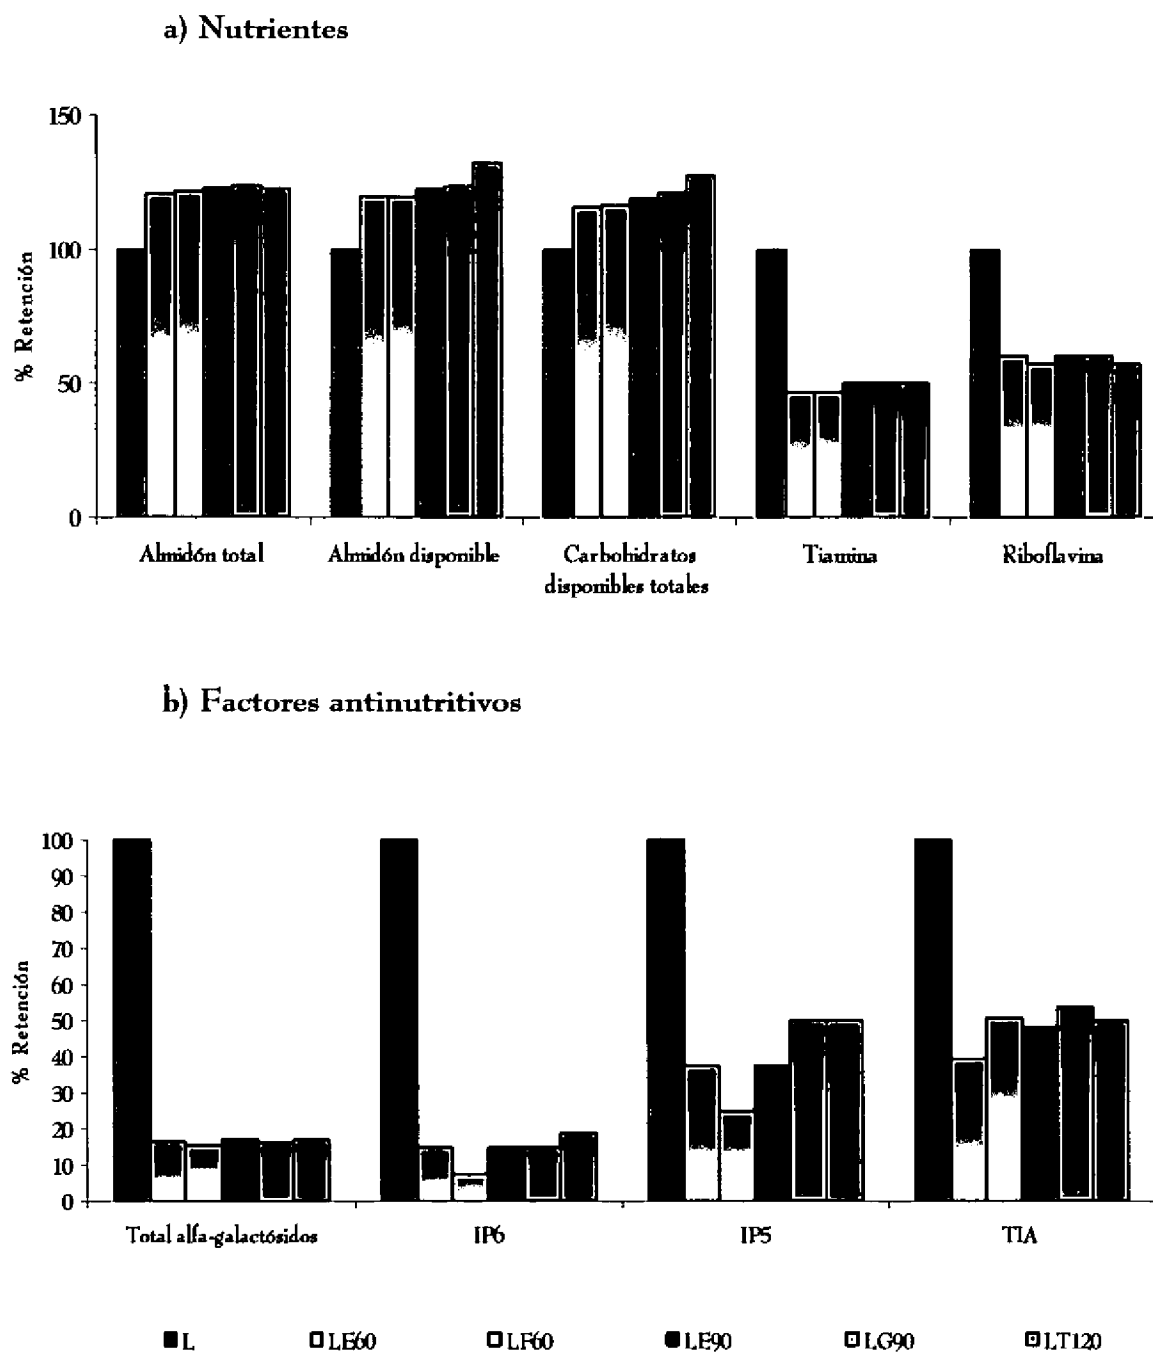 a) Nutrientes
150
100
50
0
% Retención
Almidón total Almidón disponible Carbohidratos disponibles totales Tiamina Riboflavina
b) Factores antinutritivos
100
90
80
70
60
50
40
30
20
10
0
% Retención
Total alfa-galactósidos IP6 IP5 TIA
L LE60 LF60 LE90 LG90 LT120